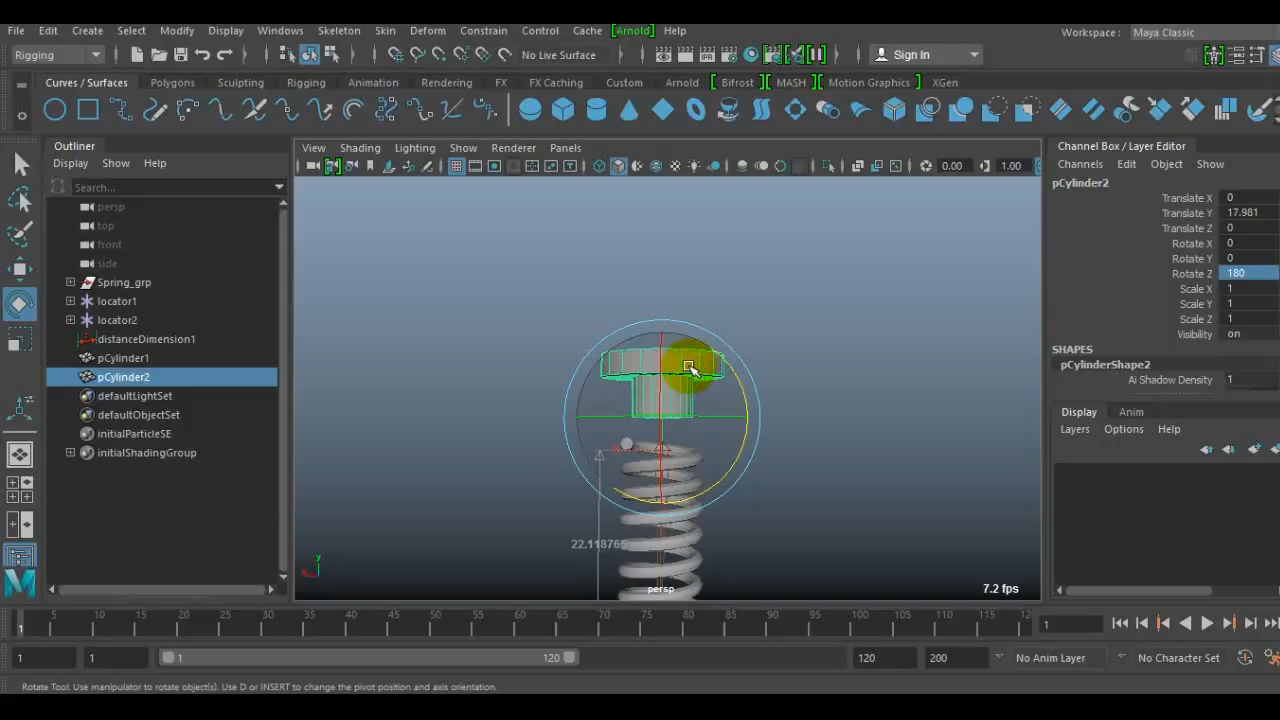 File Edit Create Select Modify Display Windows Skeleton Skin Deform Constrain Control Cache [Arnold] Help
Workspace : Maya Classic
Rigging No Live Surface Sign In
Curves / Surfaces Polygons Sculpting Rigging Animation Rendering FX FX Caching Custom Arnold Bifrost MASH Motion Graphics XGen
Outliner
Display Show Help
Search...
persp
top
front
side
Spring_grp
locator1
locator2
distanceDimension1
pCylinder1
pCylinder2
defaultLightSet
defaultObjectSet
initialParticleSE
initialShadingGroup
View Shading Lighting Show Renderer Panels
0.00 1.00
22.118765
y
persp
7.2 fps
Channel Box / Layer Editor
Channels Edit Object Show
pCylinder2
Translate X 0
Translate Y 17.981
Translate Z 0
Rotate X 0
Rotate Y 0
Rotate Z 180
Scale X 1
Scale Y 1
Scale Z 1
Visibility on
SHAPES
pCylinderShape2
Ai Shadow Density 1
Display Anim
Layers Options Help
1 5 10 15 20 25 30 35 40 45 50 55 60 65 70 75 80 85 90 95 100 105 110 115 12 1
1 1 1 120 120 200 No Anim Layer No Character Set
Rotate Tool: Use manipulator to rotate object(s). Use D or INSERT to change the pivot position and axis orientation.